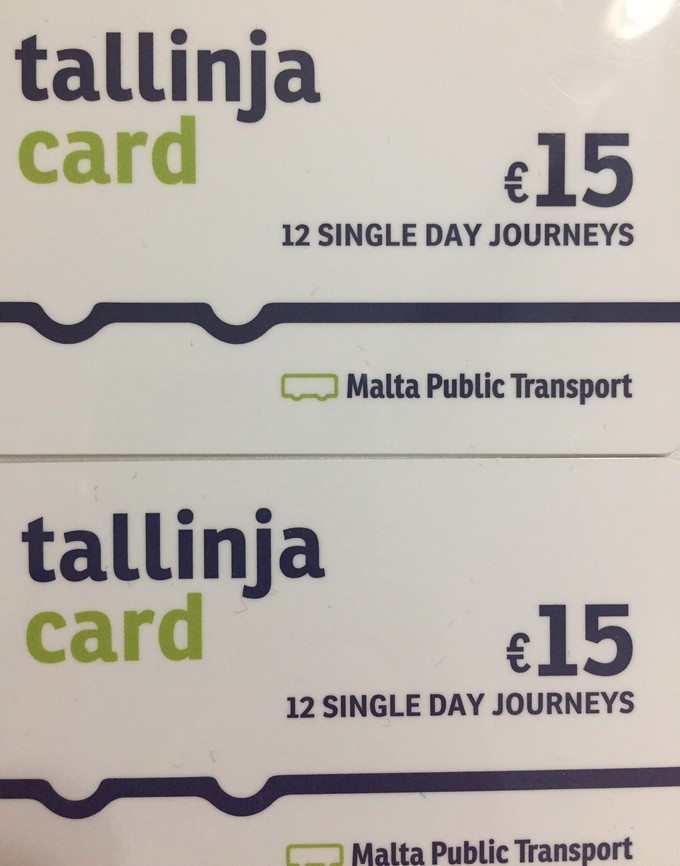 tallinja
card
€15
12 SINGLE DAY JOURNEYS
Malta Public Transport
tallinja
card
€15
12 SINGLE DAY JOURNEYS
Malta Public Transport